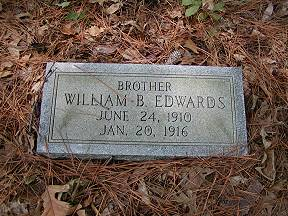 BROTHER
WILLIAM B. EDWARDS
JUNE 24, 1910
JAN. 20, 1916